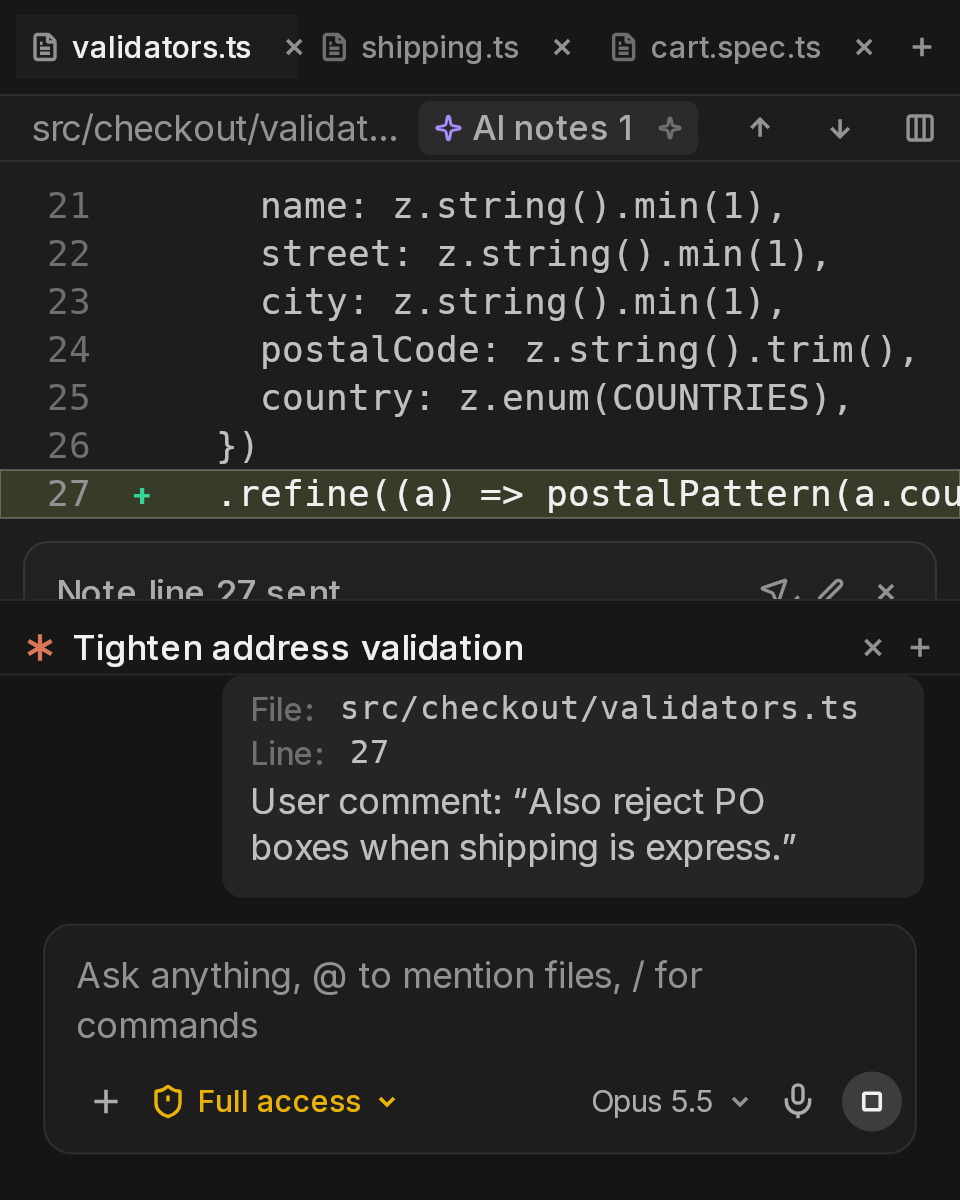 validators.ts
shipping.ts
cart.spec.ts
src/checkout/validat...
AI notes 1
21 name: z.string().min(1),
22 street: z.string().min(1),
23 city: z.string().min(1),
24 postalCode: z.string().trim(),
25 country: z.enum(COUNTRIES),
26 })
27 + .refine((a) => postalPattern(a.cou
Note line 27 sent
Tighten address validation
File: src/checkout/validators.ts
Line: 27
User comment: “Also reject PO
boxes when shipping is express.”
Ask anything, @ to mention files, / for
commands
Full access
Opus 5.5